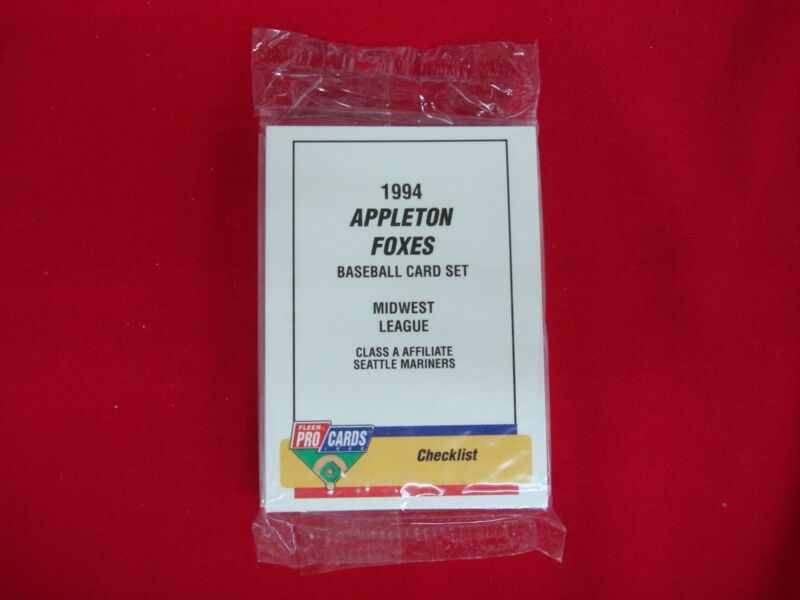 1994
APPLETON
FOXES
BASEBALL CARD SET
MIDWEST
LEAGUE
CLASS A AFFILIATE
SEATTLE MARINERS
FLEER
PRO CARDS
Checklist